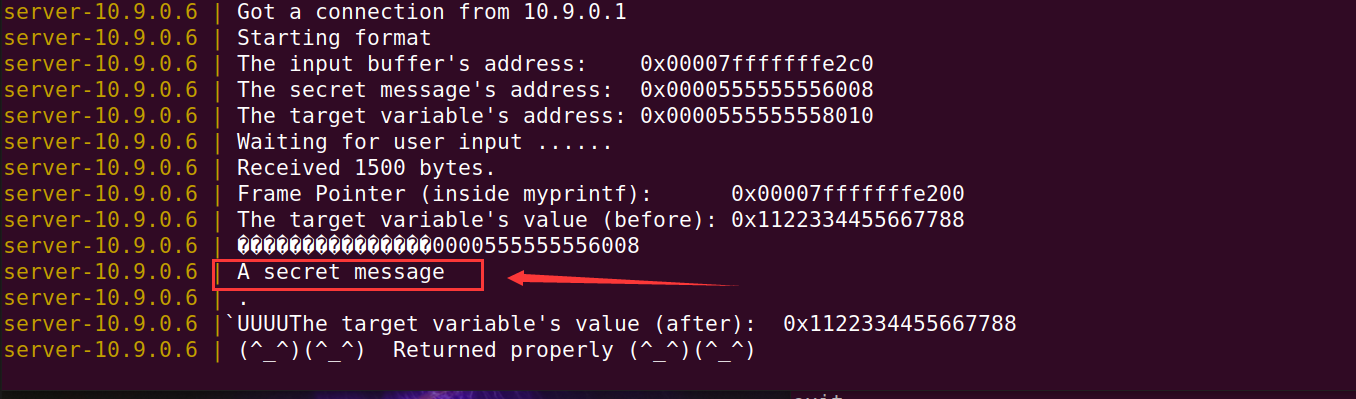 server-10.9.0.6 | Got a connection from 10.9.0.1
server-10.9.0.6 | Starting format
server-10.9.0.6 | The input buffer's address:    0x00007fffffffe2c0
server-10.9.0.6 | The secret message's address:  0x0000555555556008
server-10.9.0.6 | The target variable's address: 0x0000555555558010
server-10.9.0.6 | Waiting for user input ......
server-10.9.0.6 | Received 1500 bytes.
server-10.9.0.6 | Frame Pointer (inside myprintf):      0x00007fffffffe200
server-10.9.0.6 | The target variable's value (before): 0x1122334455667788
server-10.9.0.6 | ���������������0000555555556008
server-10.9.0.6 | A secret message
server-10.9.0.6 | .
server-10.9.0.6 |`UUUUThe target variable's value (after):  0x1122334455667788
server-10.9.0.6 | (^_^)(^_^)  Returned properly (^_^)(^_^)